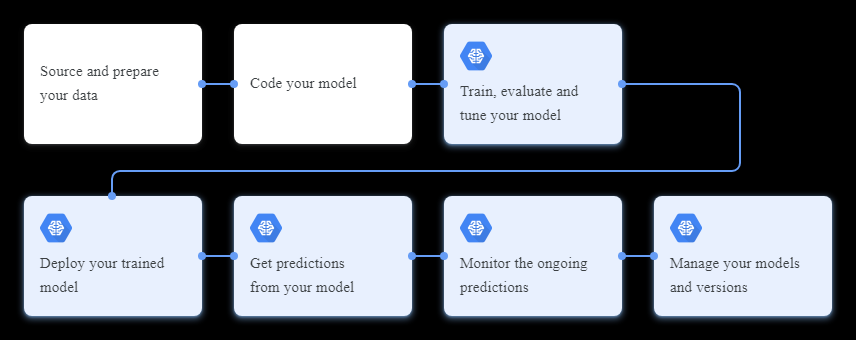 Source and prepare
your data
Code your model
Train, evaluate and
tune your model
Deploy your trained
model
Get predictions
from your model
Monitor the ongoing
predictions
Manage your models
and versions